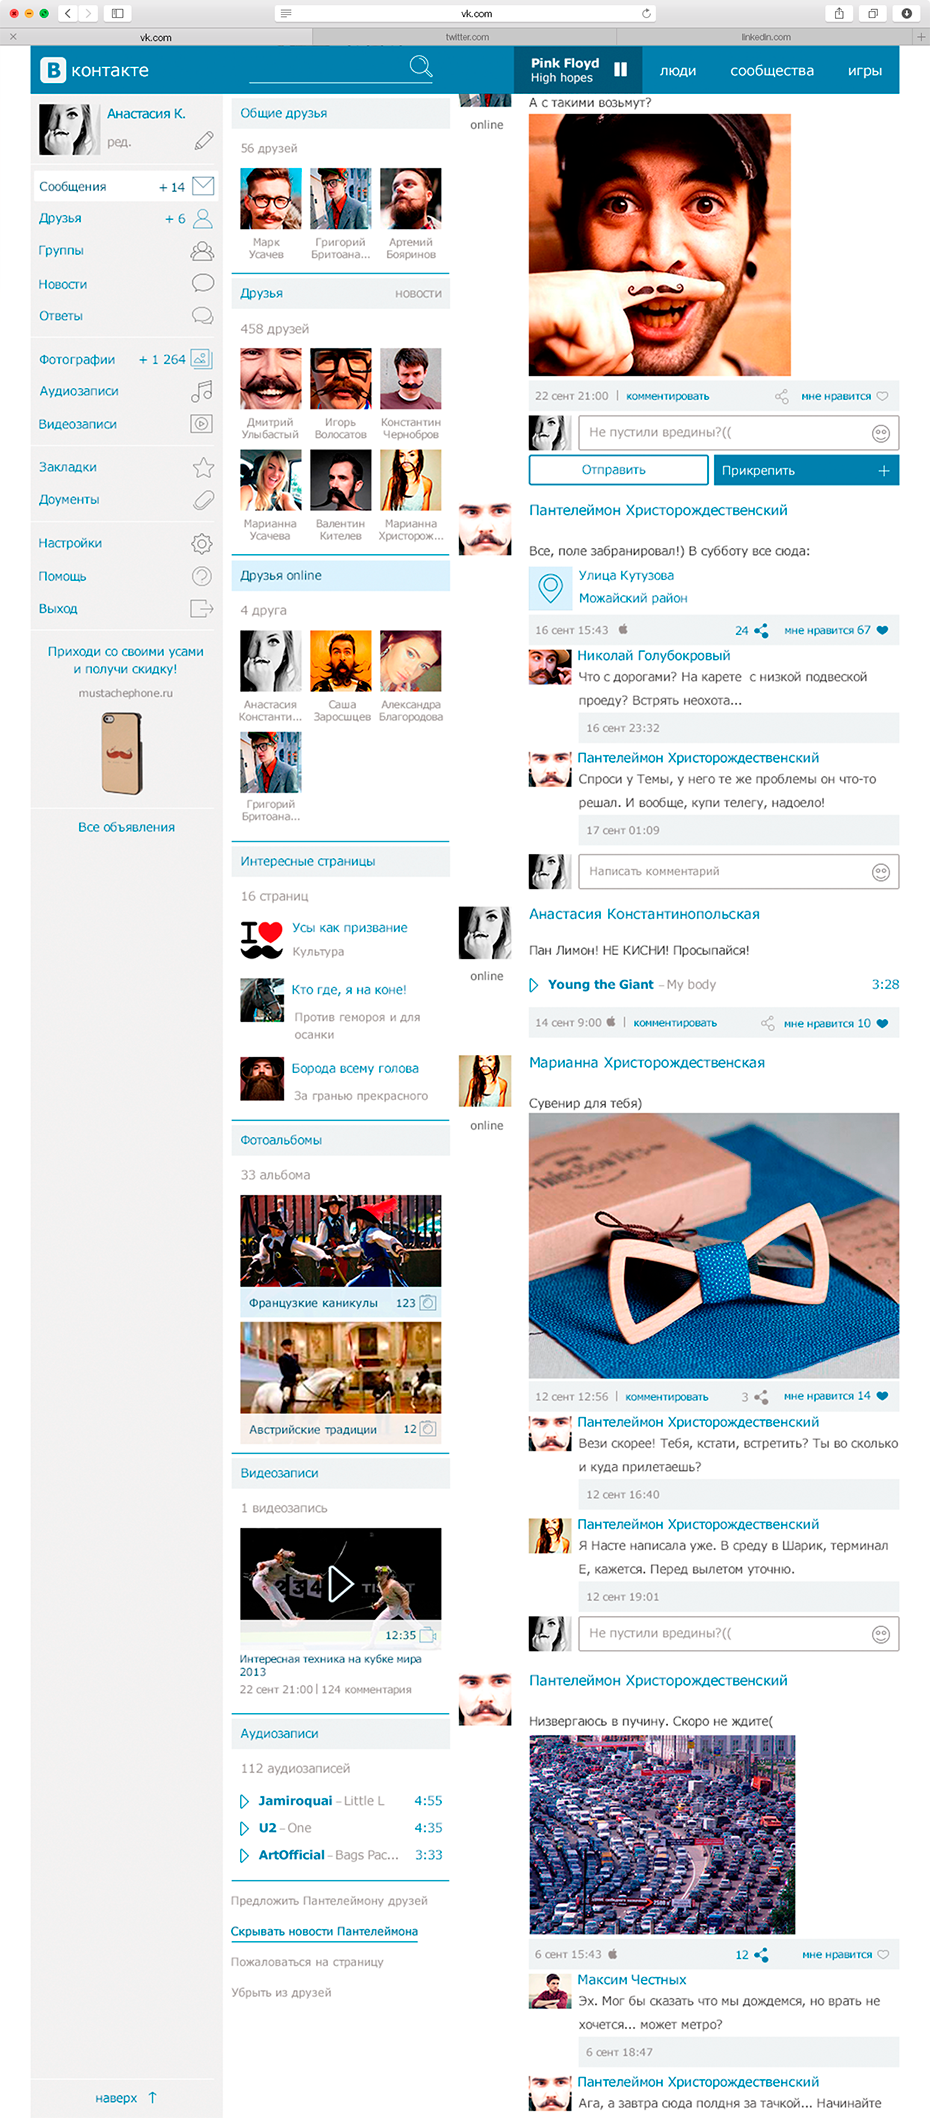 vk.com
vk.com
twitter.com
linkedin.com
В контакте
Pink Floyd
High hopes
люди
сообщества
игры
Анастасия К.
ред.
Сообщения + 14
Друзья + 6
Группы
Новости
Ответы
Фотографии + 1 264
Аудиозаписи
Видеозаписи
Закладки
Доументы
Настройки
Помощь
Выход
Приходи со своими усами
и получи скидку!
mustachephone.ru
Все объявления
наверх ↑
Общие друзья
56 друзей
Марк
Усачев
Григорий
Бритоана...
Артемий
Бояринов
Друзья новости
458 друзей
Дмитрий
Улыбастый
Игорь
Волосатов
Константин
Чернобров
Марианна
Усачева
Валентин
Кителев
Марианна
Христорож...
Друзья online
4 друга
Анастасия
Константи...
Саша
Заросшцев
Александра
Благородова
Григорий
Бритоана...
Интересные страницы
16 страниц
I
Усы как призвание
Культура
Кто где, я на коне!
Против гемороя и для
осанки
Борода всему голова
За гранью прекрасного
Фотоальбомы
33 альбома
Французкие каникулы 123
Австрийские традиции 12
Видеозаписи
1 видеозапись
12:35
Интересная техника на кубке мира
2013
22 сент 21:00 | 124 комментария
Аудиозаписи
112 аудиозаписей
Jamiroquai – Little L 4:55
U2 – One 4:35
ArtOfficial – Bags Pac... 3:33
Предложить Пантелеймону друзей
Скрывать новости Пантелеймона
Пожаловаться на страницу
Убрыть из друзей
online
А с такими возьмут?
22 сент 21:00 | комментировать мне нравится
Не пустили вредины?((
Отправить
Прикрепить +
Пантелеймон Христорождественский
Все, поле забранировал!) В субботу все сюда:
Улица Кутузова
Можайский район
16 сент 15:43 24 мне нравится 67
Николай Голубокровый
Что с дорогами? На карете с низкой подвеской
проеду? Встрять неохота...
16 сент 23:32
Пантелеймон Христорождественский
Спроси у Темы, у него те же проблемы он что-то
решал. И вообще, купи телегу, надоело!
17 сент 01:09
Написать комментарий
Анастасия Константинопольская
online
Пан Лимон! НЕ КИСНИ! Просыпайся!
Young the Giant – My body 3:28
14 сент 9:00 | комментировать мне нравится 10
Марианна Христорождественская
online
Сувенир для тебя)
12 сент 12:56 | комментировать 3 мне нравится 14
Пантелеймон Христорождественский
Вези скорее! Тебя, кстати, встретить? Ты во сколько
и куда прилетаешь?
12 сент 16:40
Пантелеймон Христорождественский
Я Насте написала уже. В среду в Шарик, терминал
Е, кажется. Перед вылетом уточню.
12 сент 19:01
Не пустили вредины?((
Пантелеймон Христорождественский
Низвергаюсь в пучину. Скоро не ждите(
6 сент 15:43 12 мне нравится
Максим Честных
Эх. Мог бы сказать что мы дождемся, но врать не
хочется... может метро?
6 сент 18:47
Пантелеймон Христорождественский
Ага, а завтра сюда полдня за тачкой... Начинайте